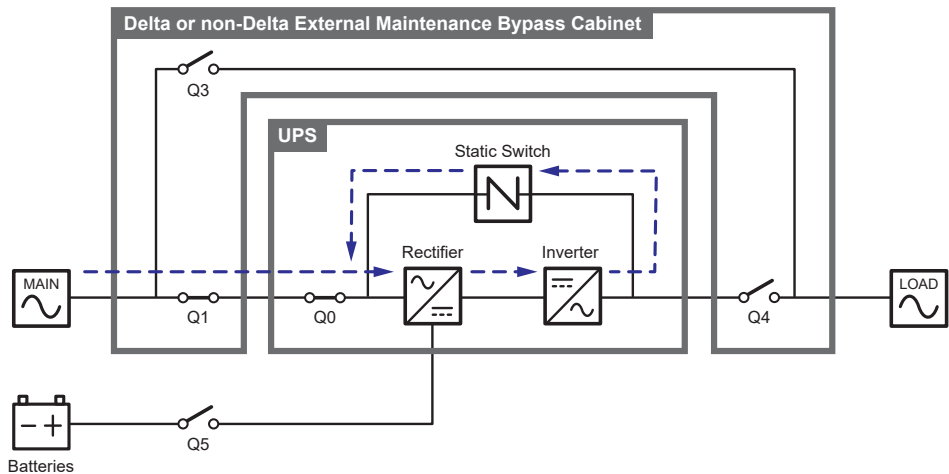 Delta or non-Delta External Maintenance Bypass Cabinet
Q3
UPS
Static Switch
Rectifier
Inverter
MAIN
LOAD
Q1
Q0
Q4
Q5
Batteries